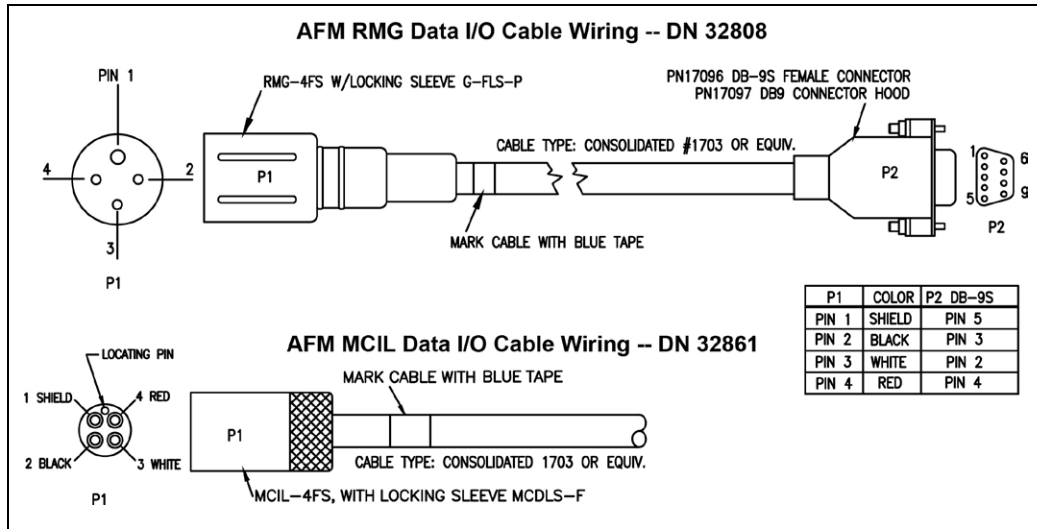 AFM RMG Data I/O Cable Wiring -- DN 32808
PIN 1
4
2
3
P1
RMG-4FS W/LOCKING SLEEVE G-FLS-P
P1
CABLE TYPE: CONSOLIDATED #1703 OR EQUIV.
MARK CABLE WITH BLUE TAPE
PN17096 DB-9S FEMALE CONNECTOR
PN17097 DB9 CONNECTOR HOOD
P2
1
6
5
9
P2
P1 COLOR P2 DB-9S
PIN 1 SHIELD PIN 5
PIN 2 BLACK PIN 3
PIN 3 WHITE PIN 2
PIN 4 RED PIN 4
AFM MCIL Data I/O Cable Wiring -- DN 32861
LOCATING PIN
1 SHIELD
4 RED
2 BLACK
3 WHITE
P1
MARK CABLE WITH BLUE TAPE
P1
CABLE TYPE: CONSOLIDATED 1703 OR EQUIV.
MCIL-4FS, WITH LOCKING SLEEVE MCDLS-F